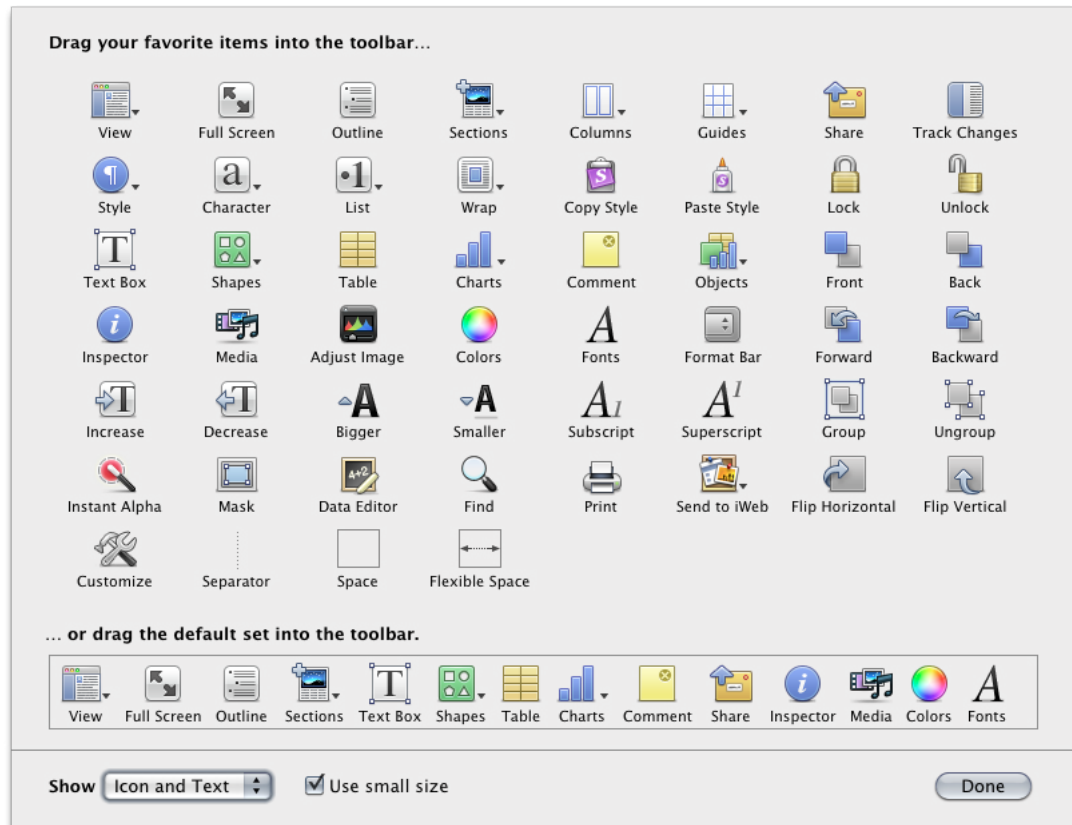 Drag your favorite items into the toolbar...
View Full Screen Outline Sections Columns Guides Share Track Changes
Style Character List Wrap Copy Style Paste Style Lock Unlock
Text Box Shapes Table Charts Comment Objects Front Back
Inspector Media Adjust Image Colors Fonts Format Bar Forward Backward
Increase Decrease Bigger Smaller Subscript Superscript Group Ungroup
Instant Alpha Mask Data Editor Find Print Send to iWeb Flip Horizontal Flip Vertical
Customize Separator Space Flexible Space
... or drag the default set into the toolbar.
View Full Screen Outline Sections Text Box Shapes Table Charts Comment Share Inspector Media Colors Fonts
Show Icon and Text Use small size Done